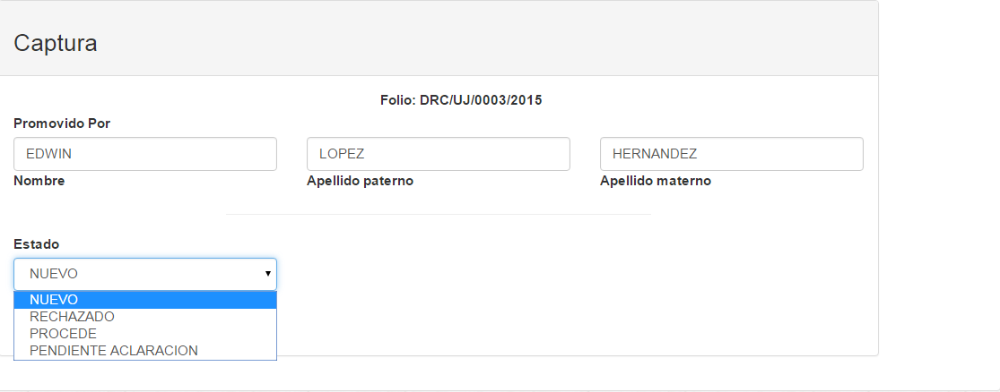 Captura
Folio: DRC/UJ/0003/2015
Promovido Por
EDWIN LOPEZ HERNANDEZ
Nombre Apellido paterno Apellido materno
Estado
NUEVO
NUEVO
RECHAZADO
PROCEDE
PENDIENTE ACLARACION